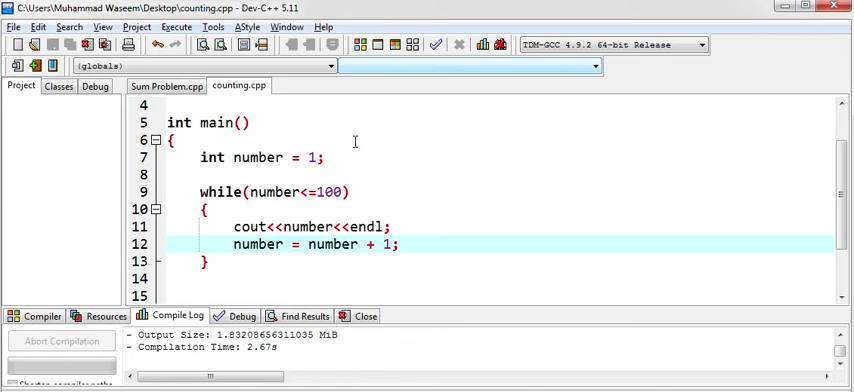 C:\Users\Muhammad Waseem\Desktop\counting.cpp - Dev-C++ 5.11
File Edit Search View Project Execute Tools AStyle Window Help
TDM-GCC 4.9.2 64-bit Release
(globals)
Project Classes Debug Sum Problem.cpp counting.cpp
4
5 int main()
6 {
7 int number = 1;
8
9 while(number<=100)
10 {
11 cout<<number<<endl;
12 number = number + 1;
13 }
14
15
Compiler Resources Compile Log Debug Find Results Close
Abort Compilation
- Output Size: 1.83208656311035 MiB
- Compilation Time: 2.67s
Shorten compiler paths